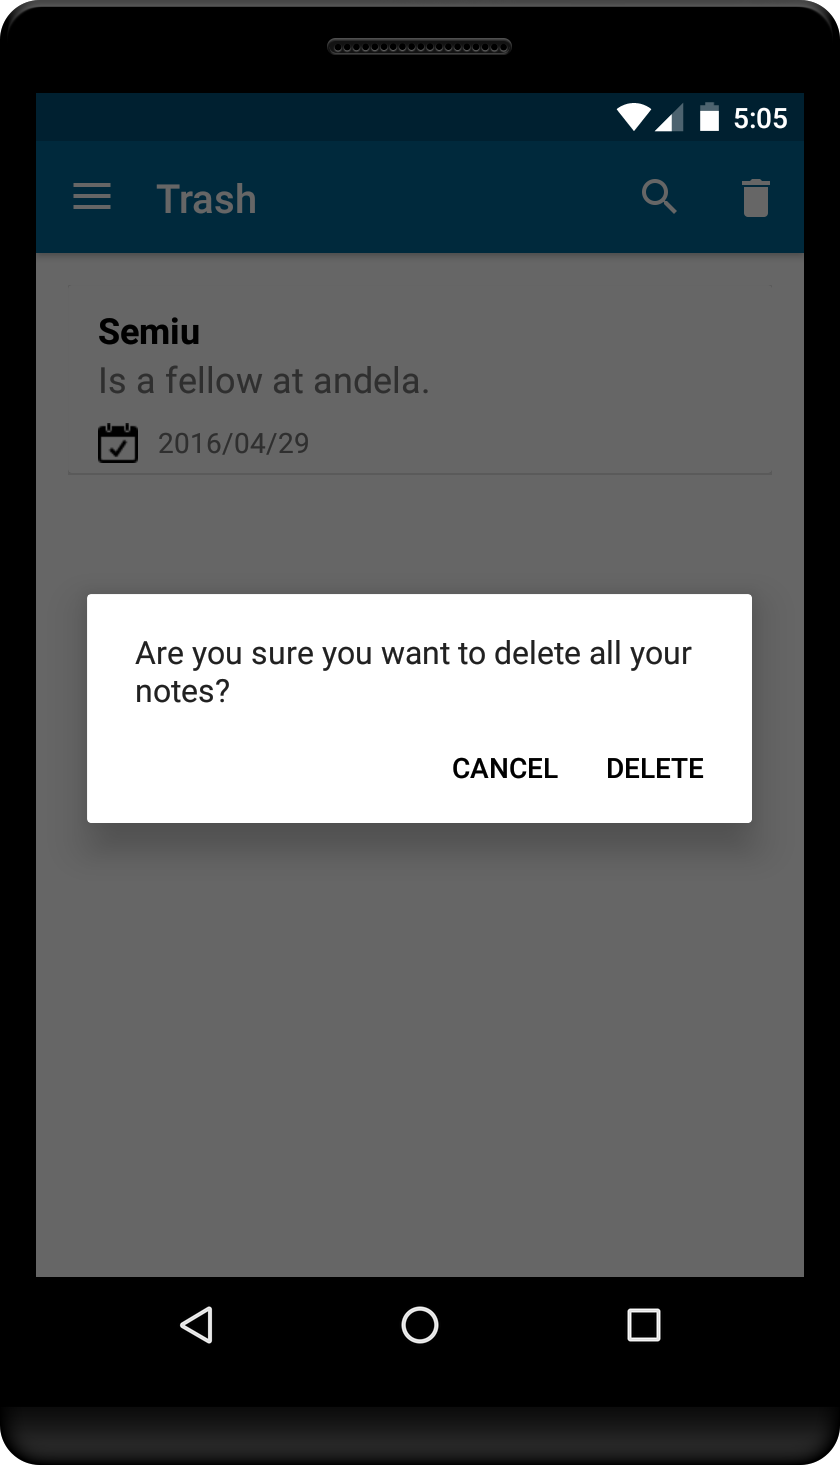 5:05
Trash
Semiu
Is a fellow at andela.
2016/04/29
Are you sure you want to delete all your
notes?
CANCEL DELETE